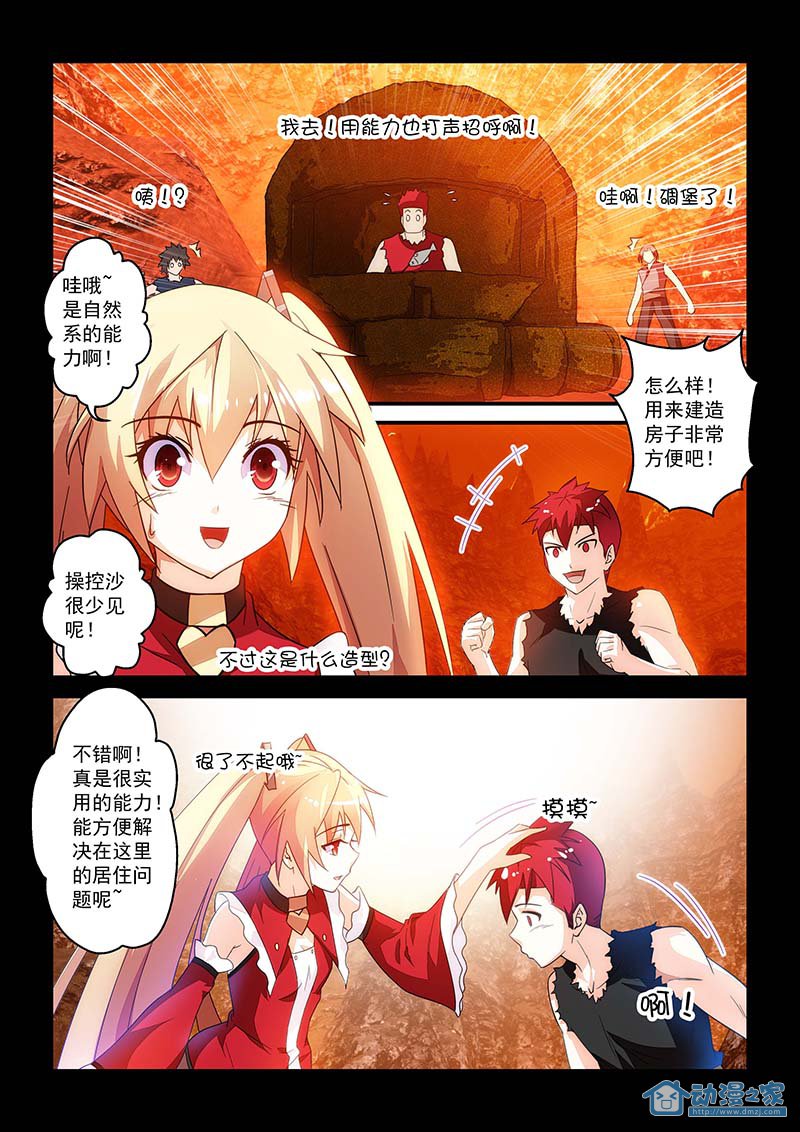 我去！用能力也打声招呼啊！
咦！？
哇啊！碉堡了！
哇哦~
是自然
系的能
力啊！
怎么样！
用来建造
房子非常
方便吧！
操控沙
很少见
呢！
不过这是什么造型？
不错啊！
真是很实
用的能力！
能方便解
决在这里
的居住问
题呢~
很了不起哦~
摸摸~
啊！
动漫之家
http://www.dmzj.com